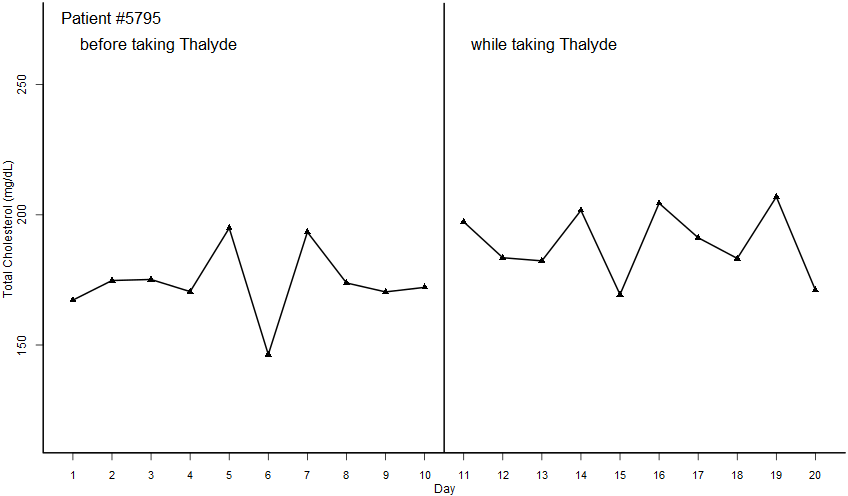 Patient #5795
before taking Thalyde
while taking Thalyde
Total Cholesterol (mg/dL)
250
200
150
1 2 3 4 5 6 7 8 9 10 11 12 13 14 15 16 17 18 19 20
Day